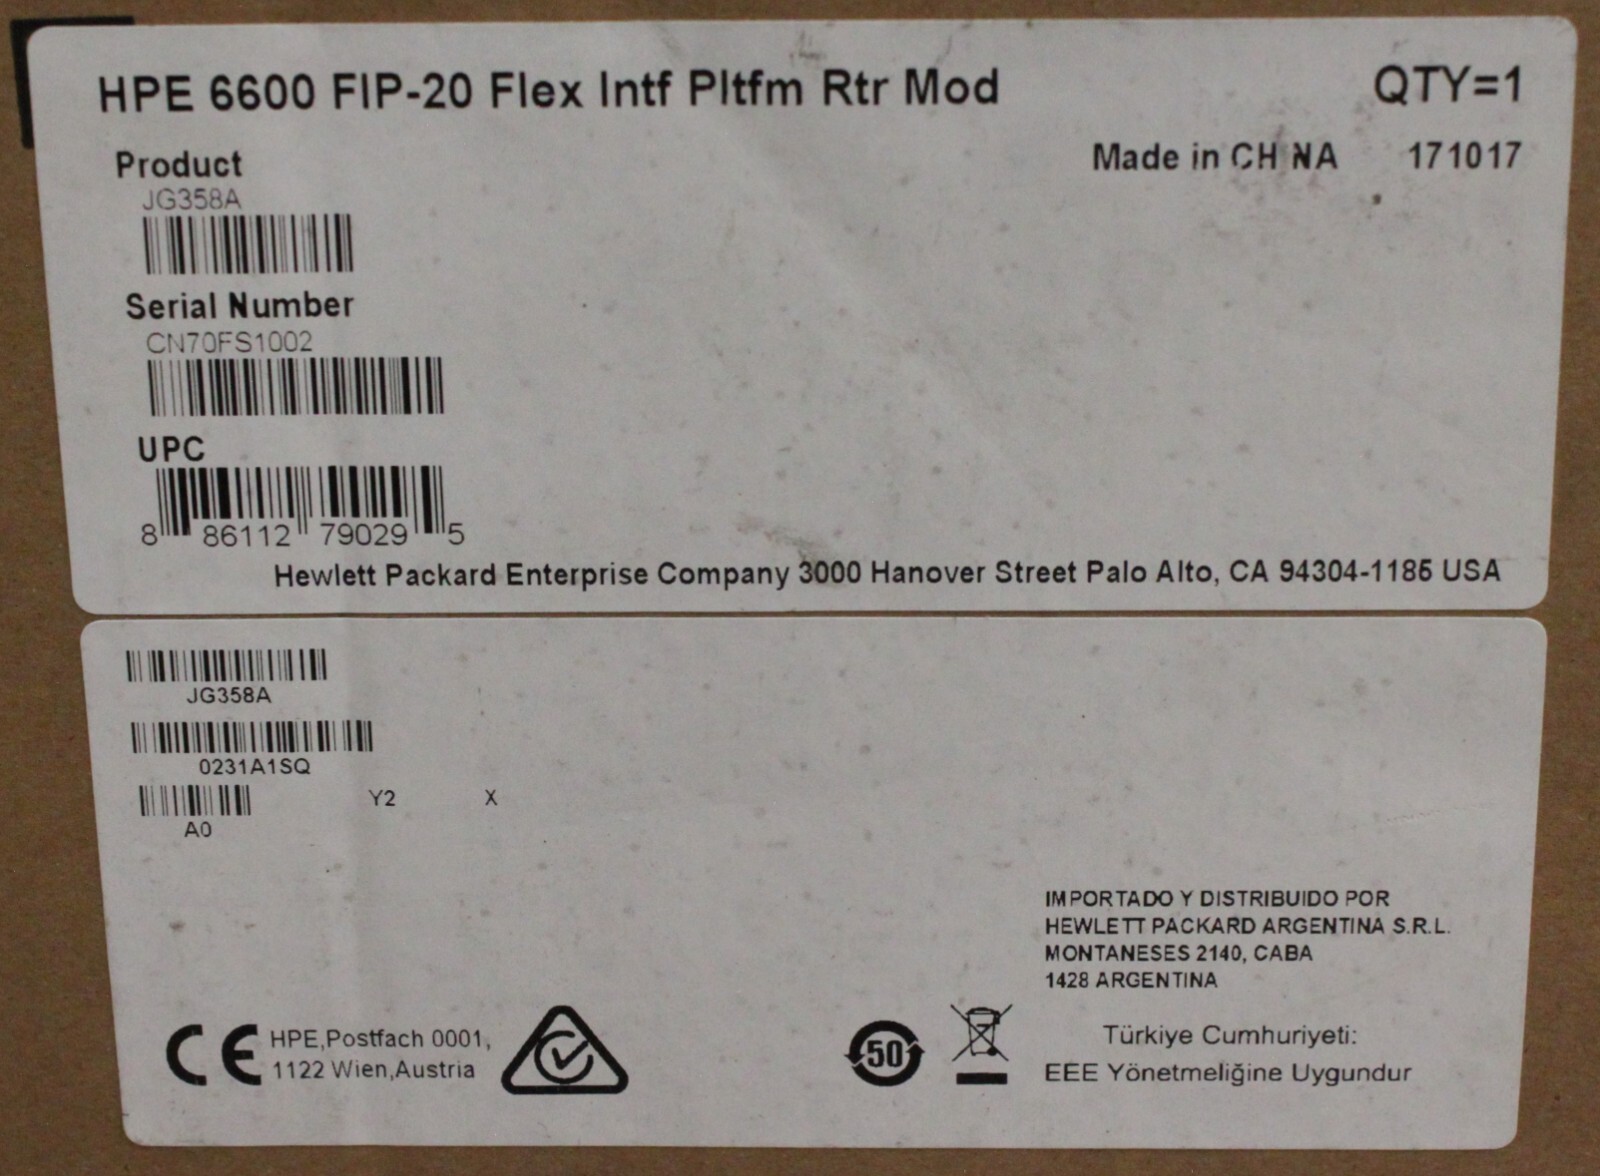 HPE 6600 FIP-20 Flex Intf Pltfm Rtr Mod QTY=1
Product Made in CHINA 171017
JG358A
Serial Number
CN70FS1002
UPC
8 86112 79029 5
Hewlett Packard Enterprise Company 3000 Hanover Street Palo Alto, CA 94304-1185 USA
JG358A
0231A1SQ
Y2 X
A0
IMPORTADO Y DISTRIBUIDO POR
HEWLETT PACKARD ARGENTINA S.R.L.
MONTANESES 2140, CABA
1428 ARGENTINA
CE HPE,Postfach 0001,
1122 Wien,Austria
50
Türkiye Cumhuriyeti:
EEE Yönetmeliğine Uygundur